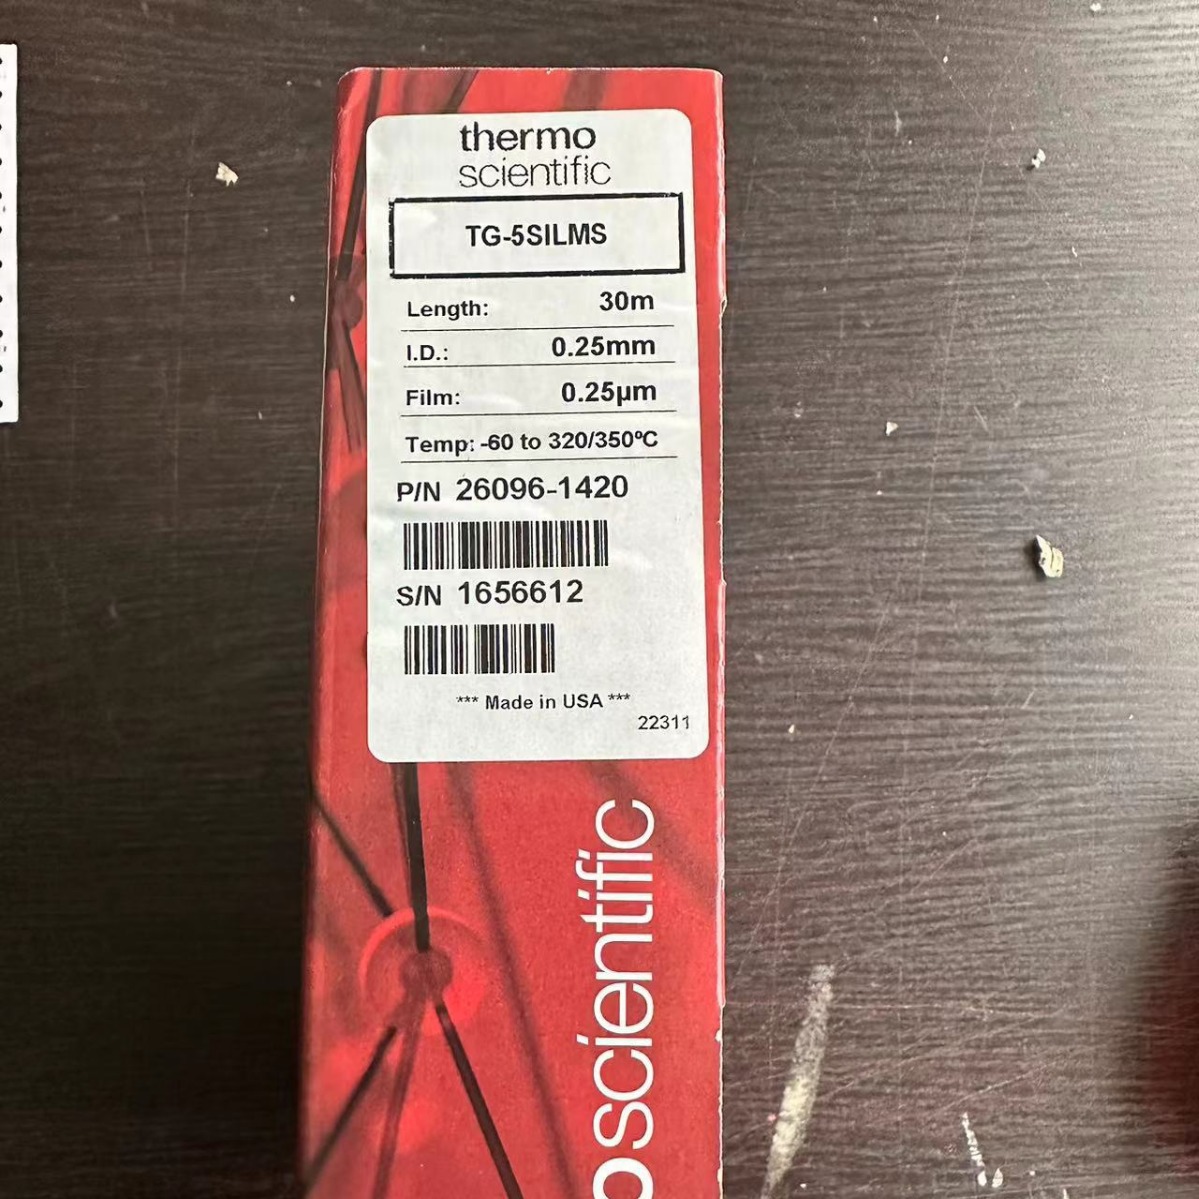 thermo
scientific
TG-5SILMS
Length: 30m
I.D.: 0.25mm
Film: 0.25µm
Temp: -60 to 320/350ºC
P/N 26096-1420
S/N 1656612
*** Made in USA ***
22311
oscientific